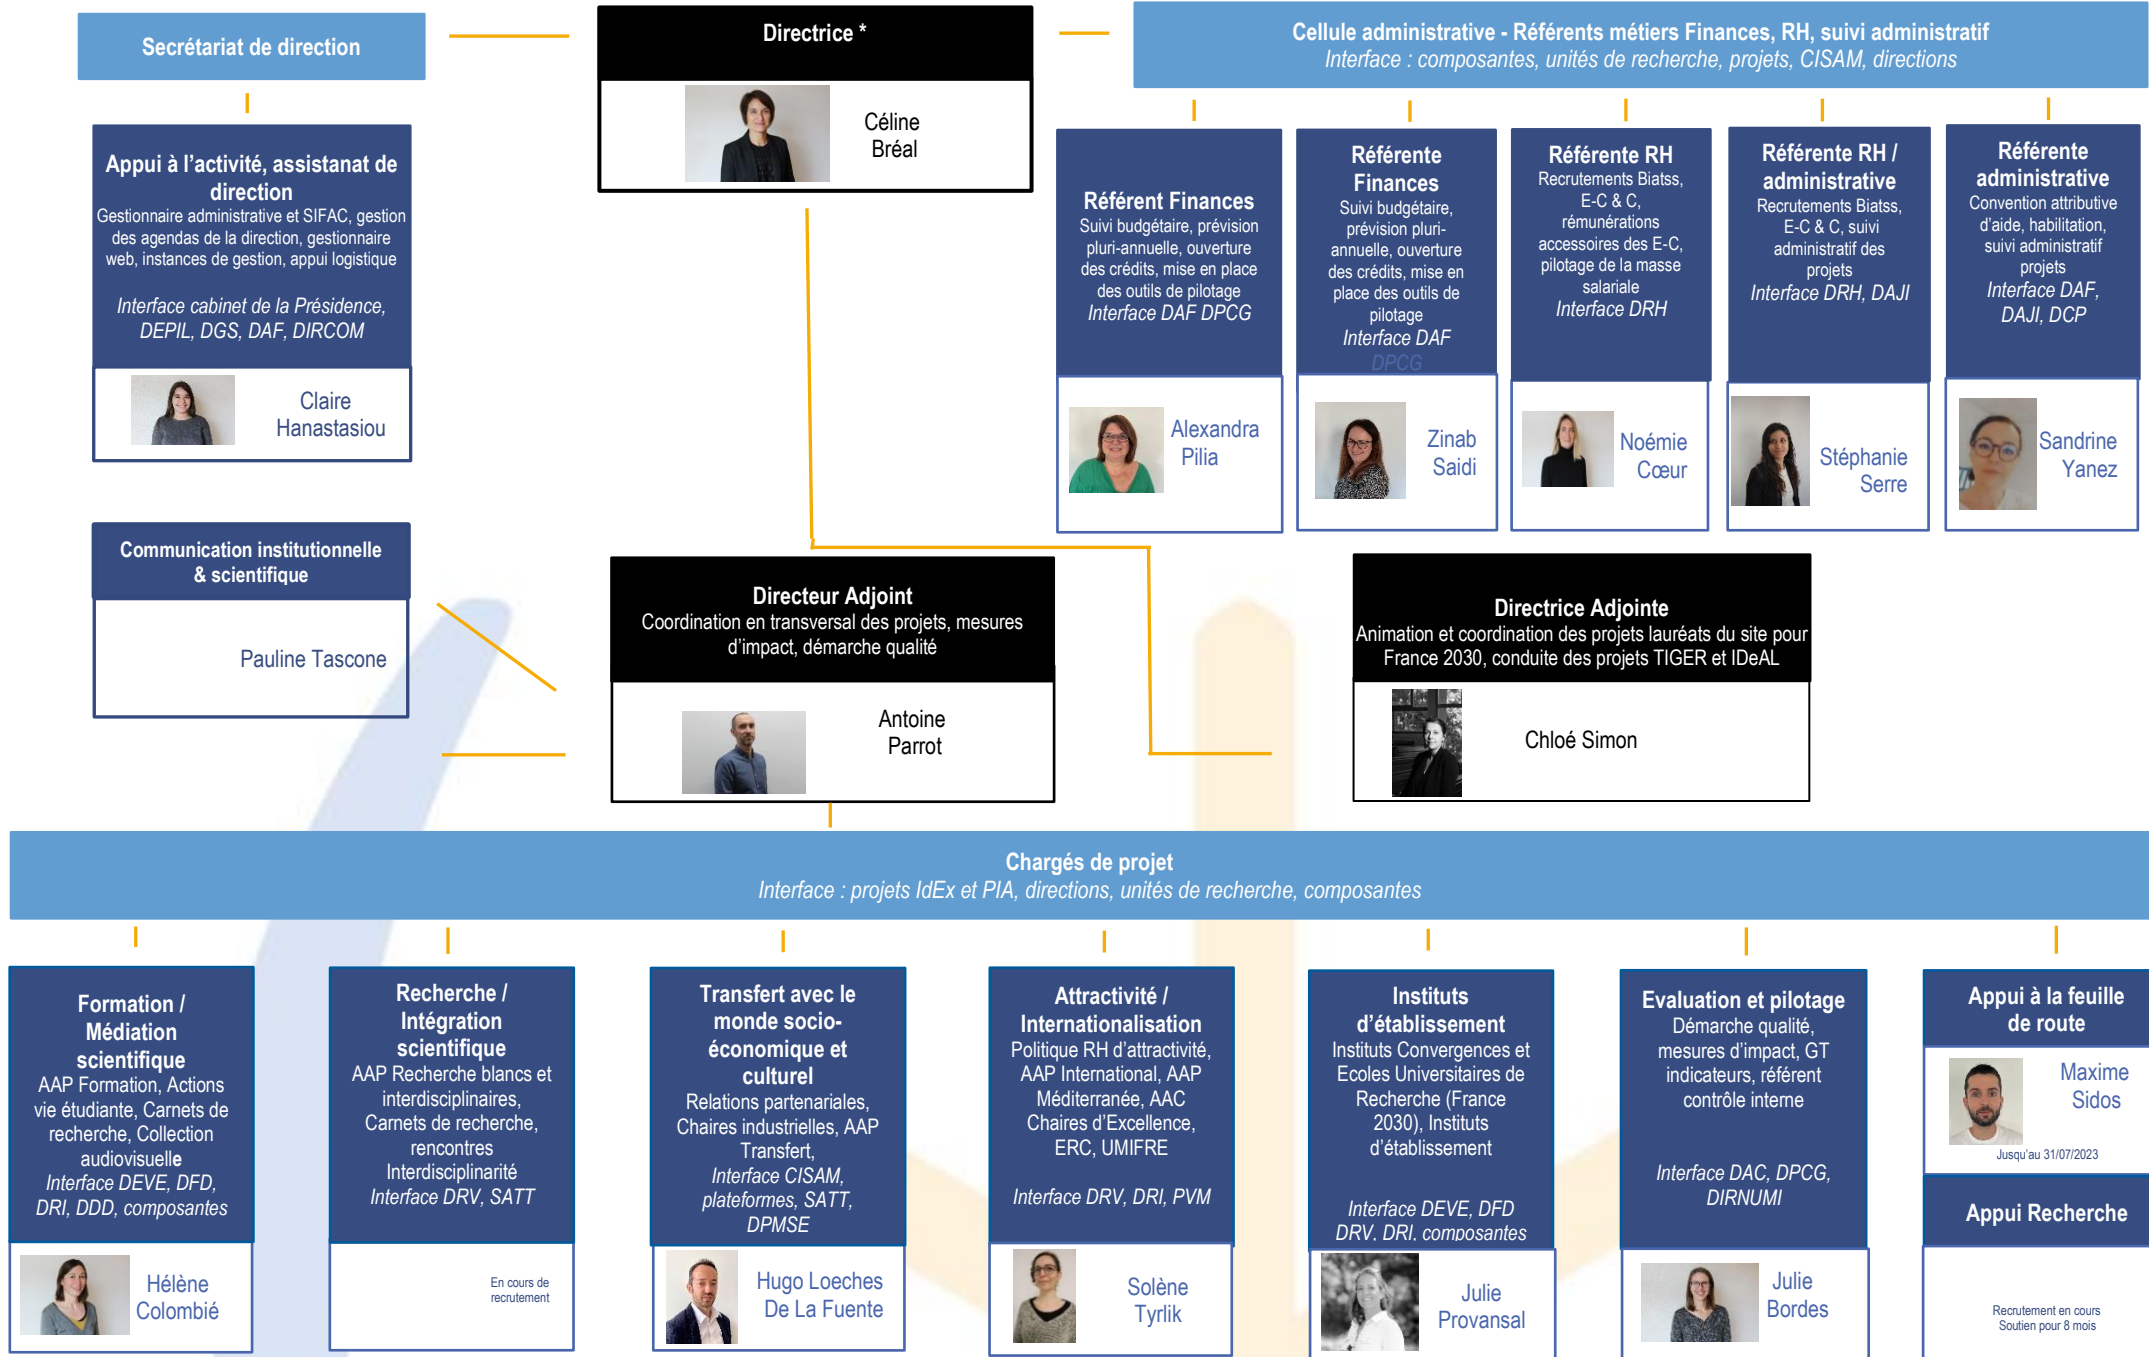 Secrétariat de direction
Directrice *
Céline
Bréal
Cellule administrative - Référents métiers Finances, RH, suivi administratif
Interface : composantes, unités de recherche, projets, CISAM, directions
Appui à l'activité, assistanat de
direction
Gestionnaire administrative et SIFAC, gestion
des agendas de la direction, gestionnaire
web, instances de gestion, appui logistique
Interface cabinet de la Présidence,
DEPIL, DGS, DAF, DIRCOM
Claire
Hanastasiou
Référent Finances
Suivi budgétaire, prévision
pluri-annuelle, ouverture
des crédits, mise en place
des outils de pilotage
Interface DAF DPCG
Alexandra
Pilia
Référente
Finances
Suivi budgétaire,
prévision pluri-
annuelle, ouverture
des crédits, mise en
place des outils de
pilotage
Interface DAF
DPCG
Zinab
Saidi
Référente RH
Recrutements Biatss,
E-C & C,
rémunérations
accessoires des E-C,
pilotage de la masse
salariale
Interface DRH
Noémie
Cœur
Référente RH /
administrative
Recrutements Biatss,
E-C & C, suivi
administratif des
projets
Interface DRH, DAJI
Stéphanie
Serre
Référente
administrative
Convention attributive
d'aide, habilitation,
suivi administratif
projets
Interface DAF,
DAJI, DCP
Sandrine
Yanez
Communication institutionnelle
& scientifique
Pauline Tascone
Directeur Adjoint
Coordination en transversal des projets, mesures
d'impact, démarche qualité
Antoine
Parrot
Directrice Adjointe
Animation et coordination des projets lauréats du site pour
France 2030, conduite des projets TIGER et IDeAL
Chloé Simon
Chargés de projet
Interface : projets IdEx et PIA, directions, unités de recherche, composantes
Formation /
Médiation
scientifique
AAP Formation, Actions
vie étudiante, Carnets de
recherche, Collection
audiovisuelle
Interface DEVE, DFD,
DRI, DDD, composantes
Hélène
Colombié
Recherche /
Intégration
scientifique
AAP Recherche blancs et
interdisciplinaires,
Carnets de recherche,
rencontres
Interdisciplinarité
Interface DRV, SATT
En cours de
recrutement
Transfert avec le
monde socio-
économique et
culturel
Relations partenariales,
Chaires industrielles, AAP
Transfert,
Interface CISAM,
plateformes, SATT,
DPMSE
Hugo Loeches
De La Fuente
Attractivité /
Internationalisation
Politique RH d'attractivité,
AAP International, AAP
Méditerranée, AAC
Chaires d'Excellence,
ERC, UMIFRE
Interface DRV, DRI, PVM
Solène
Tyrlik
Instituts
d'établissement
Instituts Convergences et
Ecoles Universitaires de
Recherche (France
2030), Instituts
d'établissement
Interface DEVE, DFD
DRV, DRI, composantes
Julie
Provansal
Evaluation et pilotage
Démarche qualité,
mesures d'impact, GT
indicateurs, référent
contrôle interne
Interface DAC, DPCG,
DIRNUMI
Julie
Bordes
Appui à la feuille
de route
Maxime
Sidos
Jusqu'au 31/07/2023
Appui Recherche
Recrutement en cours
Soutien pour 8 mois